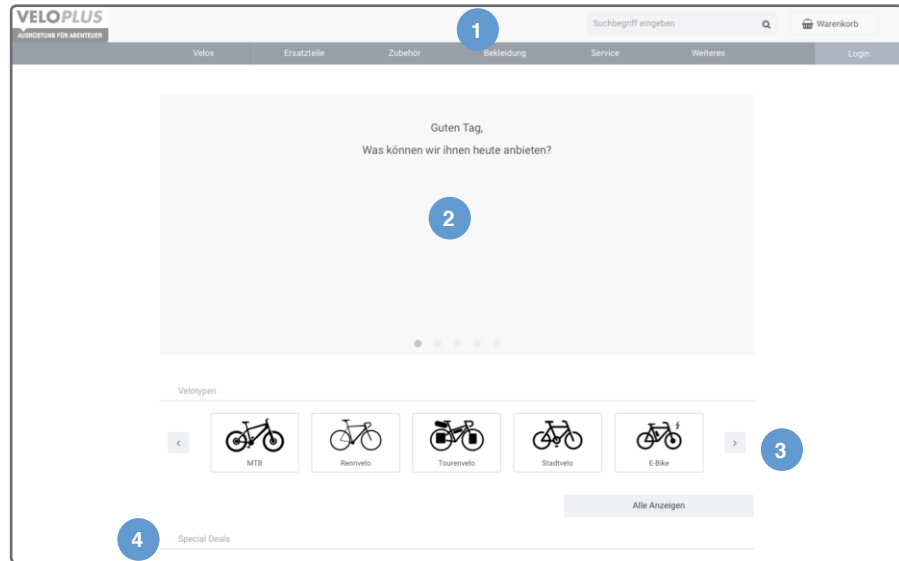 VELOPLUS
AUSRÜSTUNG FÜR ABENTEUER
1
Suchbegriff eingeben
Warenkorb
Velos Ersatzteile Zubehör Bekleidung Service Weiteres Login
Guten Tag,
Was können wir ihnen heute anbieten?
2
Velotypen
<
MTB Rennvelo Tourenvelo Stadtvelo E-Bike
>
3
Alle Anzeigen
4
Special Deals